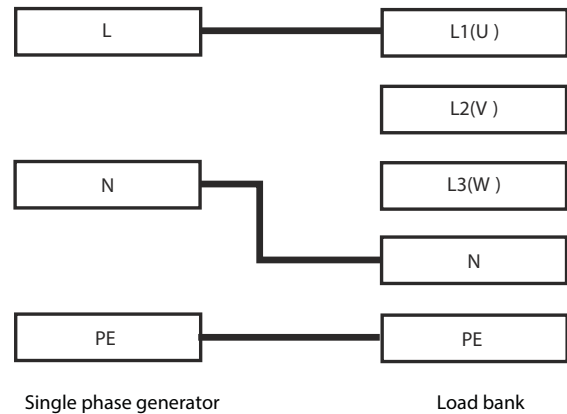 L
L1(U )
L2(V )
N
L3(W )
N
PE
PE
Single phase generator
Load bank